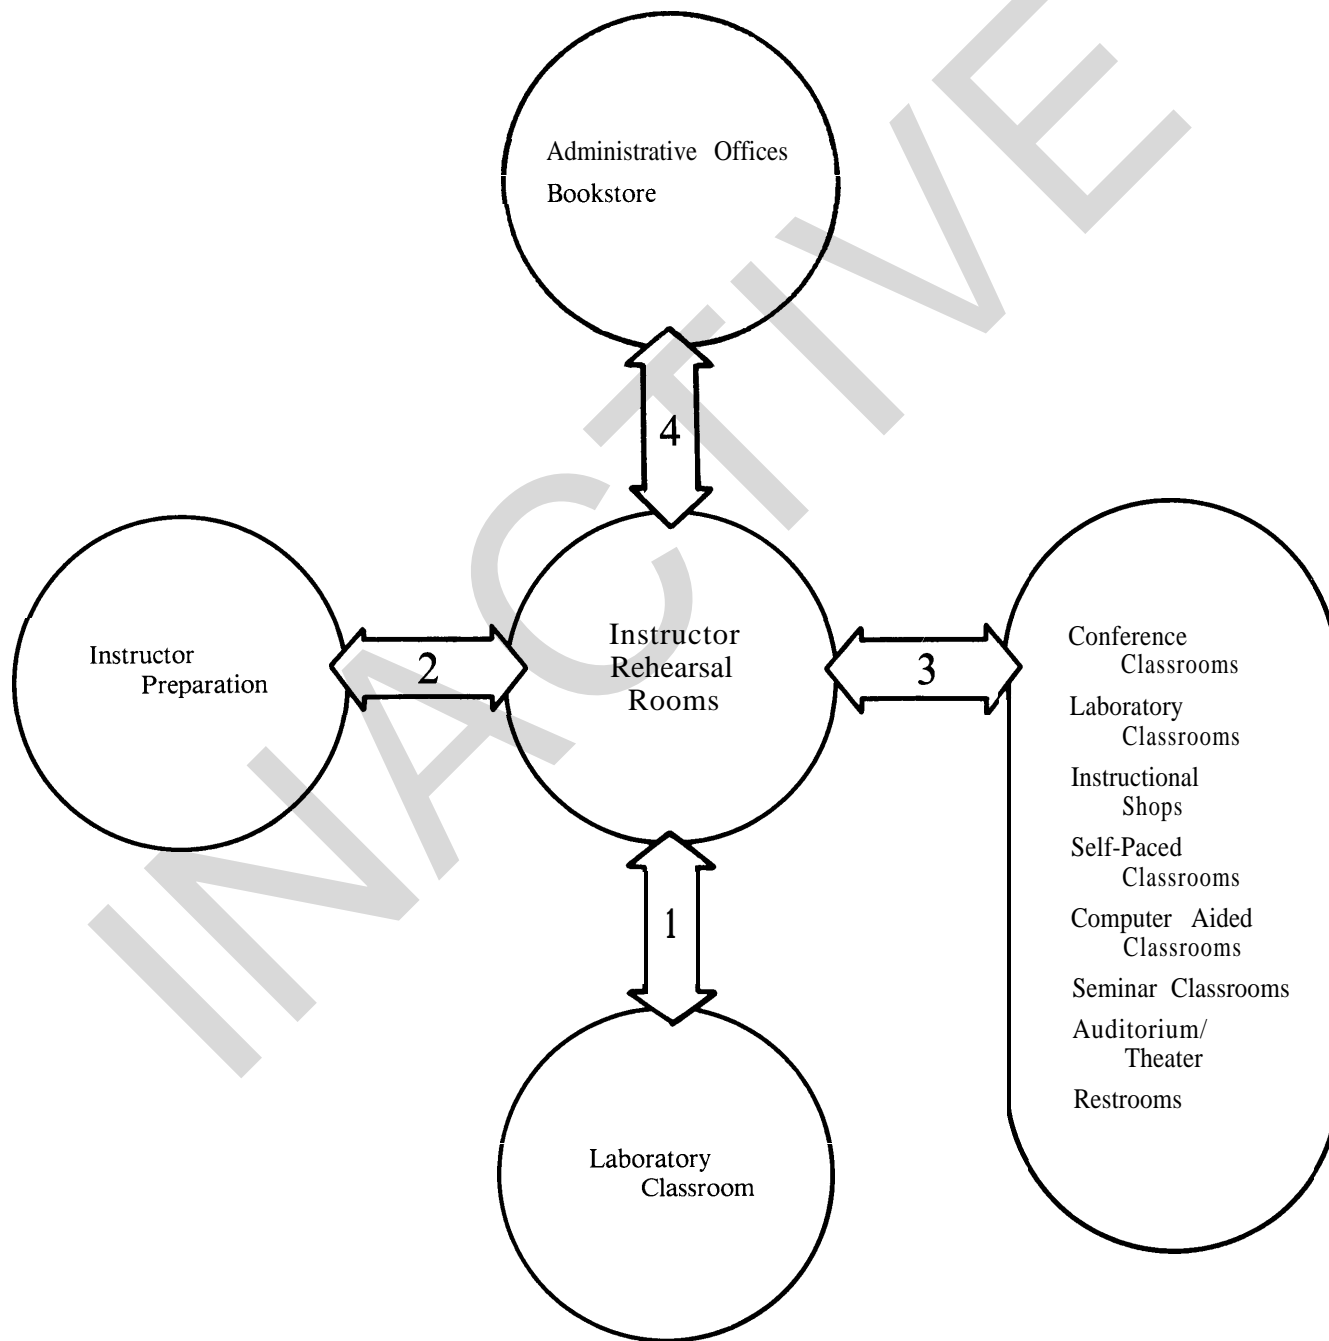 Administrative Offices
Bookstore
4
Instructor
Preparation
2
Instructor
Rehearsal
Rooms
3
Conference
Classrooms
Laboratory
Classrooms
Instructional
Shops
Self-Paced
Classrooms
Computer Aided
Classrooms
Seminar Classrooms
Auditorium/
Theater
Restrooms
1
Laboratory
Classroom
INACTIVE